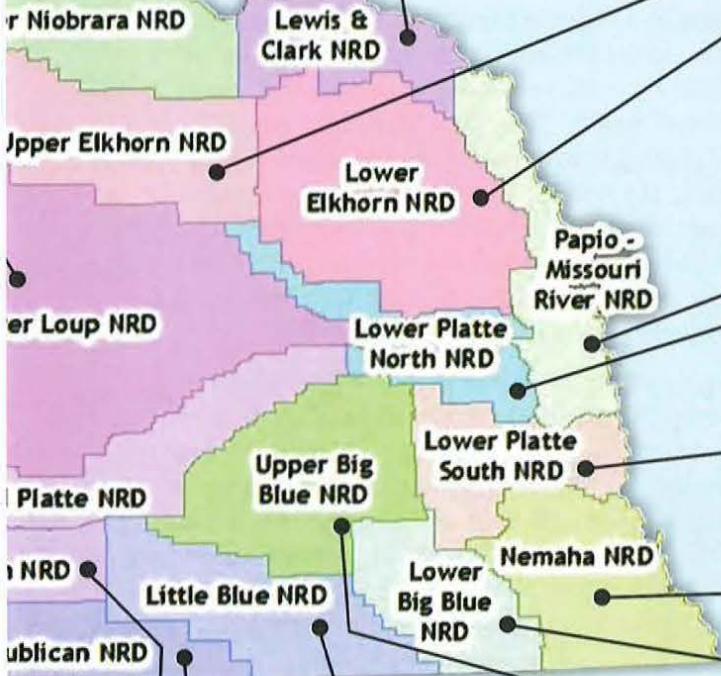 er Niobrara NRD
Lewis &
Clark NRD
Upper Elkhorn NRD
Lower
Elkhorn NRD
Papio -
Missouri
River NRD
er Loup NRD
Lower Platte
North NRD
Lower Platte
South NRD
Upper Big
Blue NRD
l Platte NRD
Nemaha NRD
n NRD
Lower
Big Blue
NRD
Little Blue NRD
ublican NRD